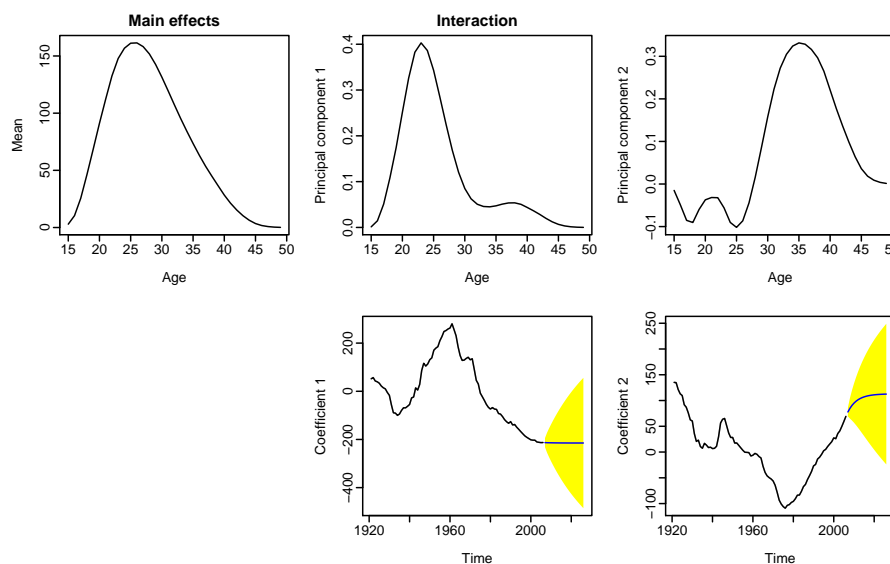 Main effects
Interaction
Mean
0 50 100 150
15 20 25 30 35 40 45 50
Age
Principal component 1
0.0 0.1 0.2 0.3 0.4
15 20 25 30 35 40 45 50
Age
Principal component 2
−0.1 0.0 0.1 0.2 0.3
15 20 25 30 35 40 45
Age
Coefficient 1
−400 −200 0 200
1920 1960 2000
Time
Coefficient 2
−100 0 50 150 250
1920 1960 2000
Time